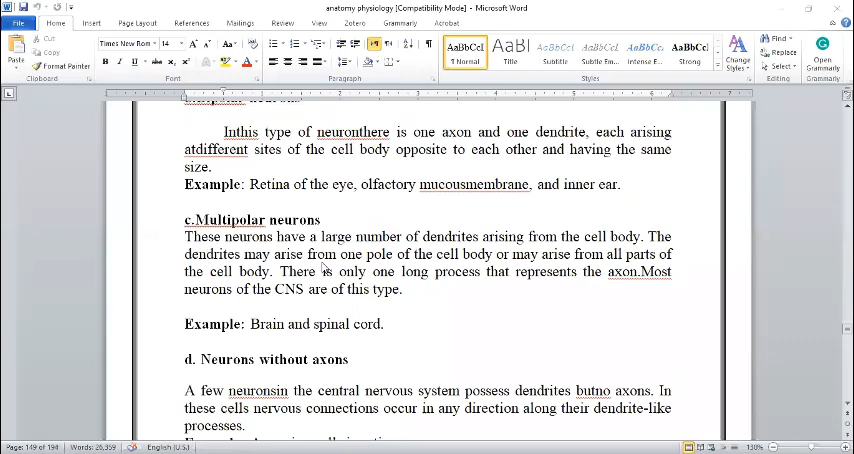 anatomy physiology [Compatibility Mode] - Microsoft Word
File Home Insert Page Layout References Mailings Review View Zotero Grammarly Acrobat
Cut
Copy
Format Painter
Paste
Clipboard
Times New Rom 14
Font
Paragraph
AaBbCcI AaBl AaBbCc. AaBbCcI AaBbCc. AaBbCcl
¶ Normal Title Subtitle Subtle Em... Intense E... Strong
Change Styles
Styles
Find
Replace
Select
Editing
Open Grammarly
Grammarly
Inthis type of neuronthere is one axon and one dendrite, each arising
atdifferent sites of the cell body opposite to each other and having the same
size.
Example: Retina of the eye, olfactory mucousmembrane, and inner ear.
c.Multipolar neurons
These neurons have a large number of dendrites arising from the cell body. The
dendrites may arise from one pole of the cell body or may arise from all parts of
the cell body. There is only one long process that represents the axon.Most
neurons of the CNS are of this type.
Example: Brain and spinal cord.
d. Neurons without axons
A few neuronsin the central nervous system possess dendrites butno axons. In
these cells nervous connections occur in any direction along their dendrite-like
processes.
Page: 149 of 194 Words: 26,359 English (U.S.) 130%